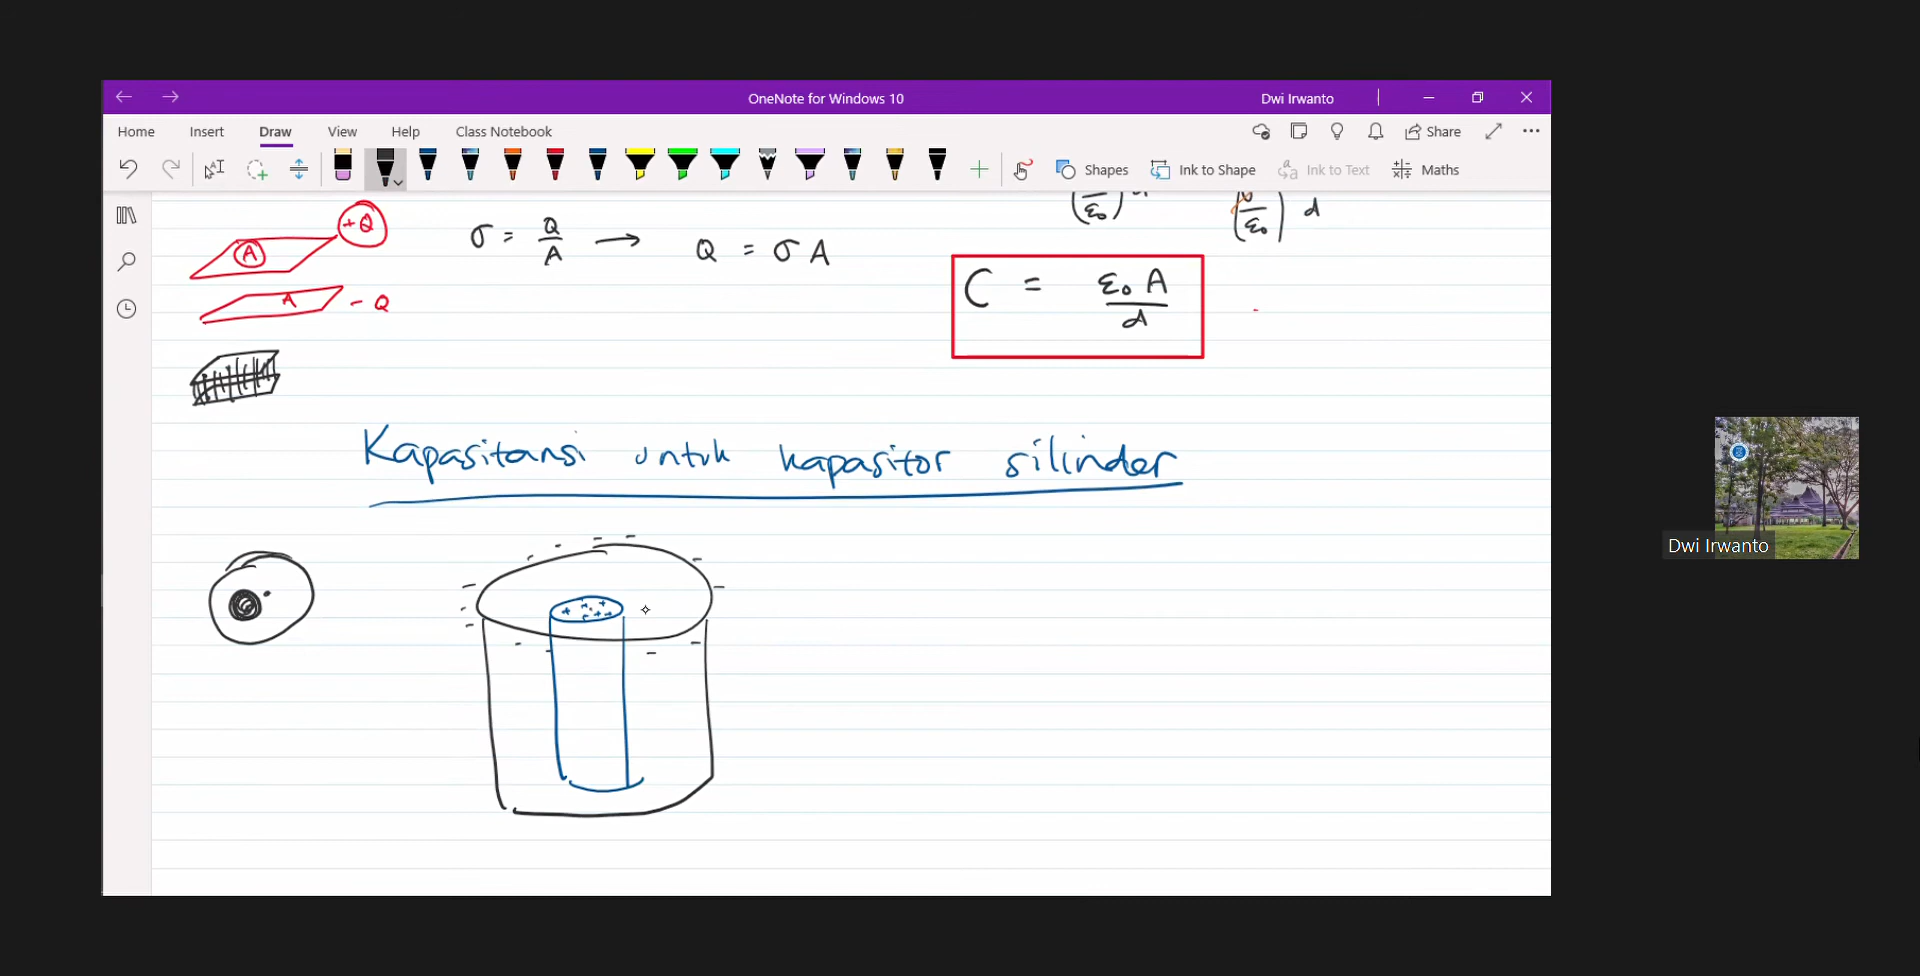 OneNote for Windows 10
Dwi Irwanto
Home Insert Draw View Help Class Notebook
Share
Shapes Ink to Shape Ink to Text Maths
+Q
A
A - Q
σ = Q/A → Q = σ A
(σ/ε₀) d
C = ε₀ A / d
Kapasitansi untuk kapasitor silinder
Dwi Irwanto